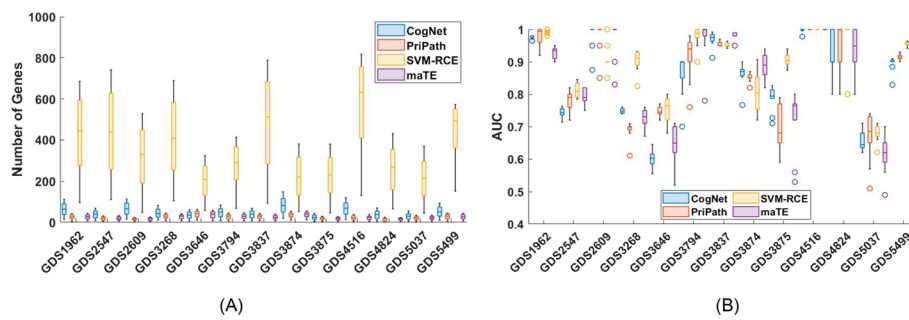 1000
800
600
400
200
0
Number of Genes
CogNet
PriPath
SVM-RCE
maTE
GDS1962
GDS2547
GDS2609
GDS3268
GDS3646
GDS3794
GDS3837
GDS3874
GDS3875
GDS4516
GDS4824
GDS5037
GDS5499
(A)
1
0.9
0.8
0.7
0.6
0.5
0.4
AUC
CogNet
SVM-RCE
PriPath
maTE
GDS1962
GDS2547
GDS2609
GDS3268
GDS3646
GDS3794
GDS3837
GDS3874
GDS3875
GDS4516
GDS4824
GDS5037
GDS5499
(B)